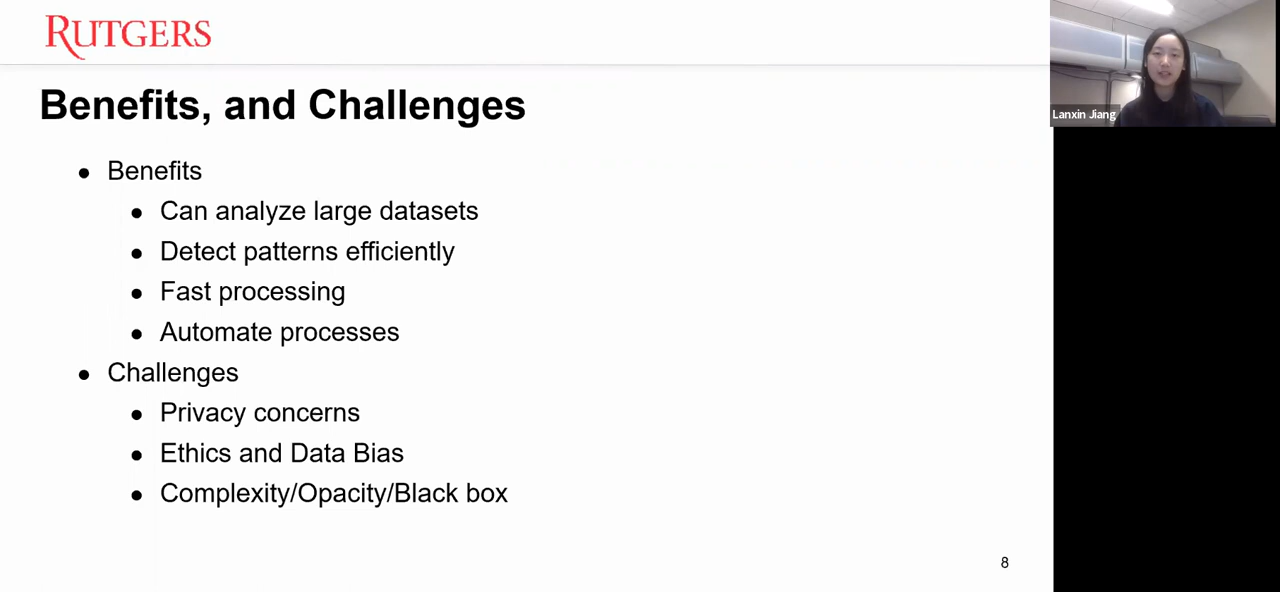 RUTGERS
Benefits, and Challenges
● Benefits
● Can analyze large datasets
● Detect patterns efficiently
● Fast processing
● Automate processes
● Challenges
● Privacy concerns
● Ethics and Data Bias
● Complexity/Opacity/Black box
8
Lanxin Jiang